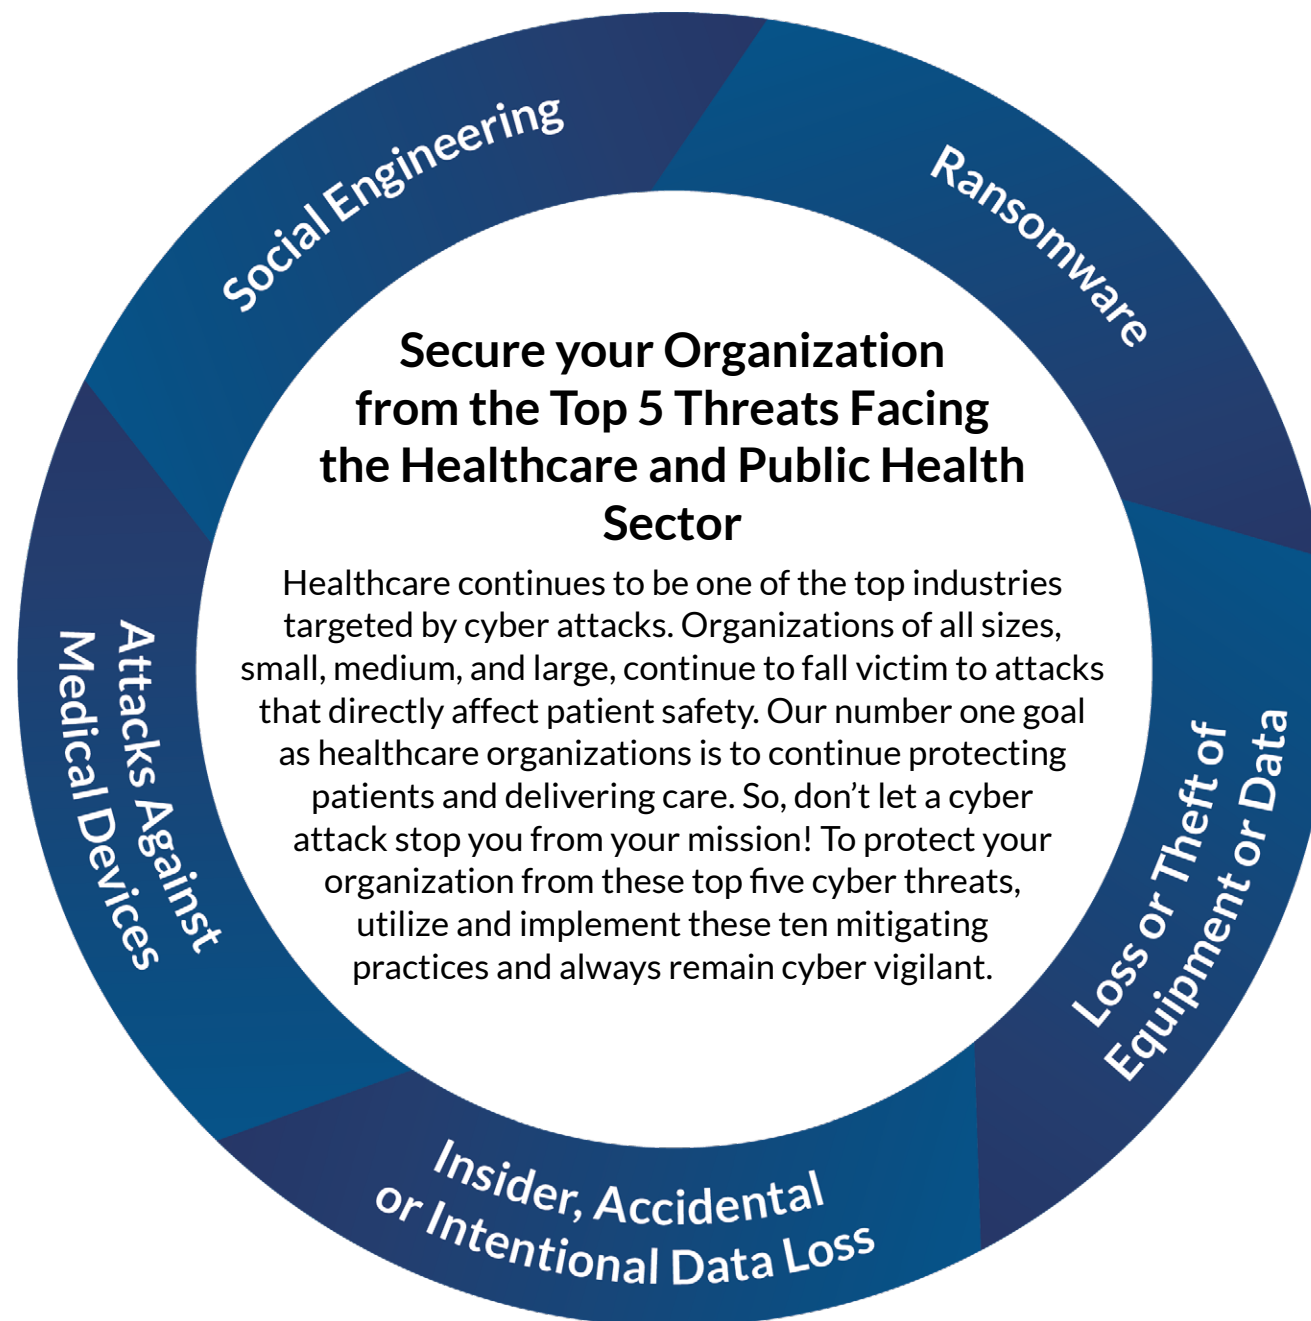 Social Engineering
Ransomware
Secure your Organization
from the Top 5 Threats Facing
the Healthcare and Public Health
Sector
Healthcare continues to be one of the top industries
targeted by cyber attacks. Organizations of all sizes,
small, medium, and large, continue to fall victim to attacks
that directly affect patient safety. Our number one goal
as healthcare organizations is to continue protecting
patients and delivering care. So, don’t let a cyber
attack stop you from your mission! To protect your
organization from these top five cyber threats,
utilize and implement these ten mitigating
practices and always remain cyber vigilant.
Loss or Theft of
Equipment or Data
Insider, Accidental
or Intentional Data Loss
Attacks Against
Medical Devices